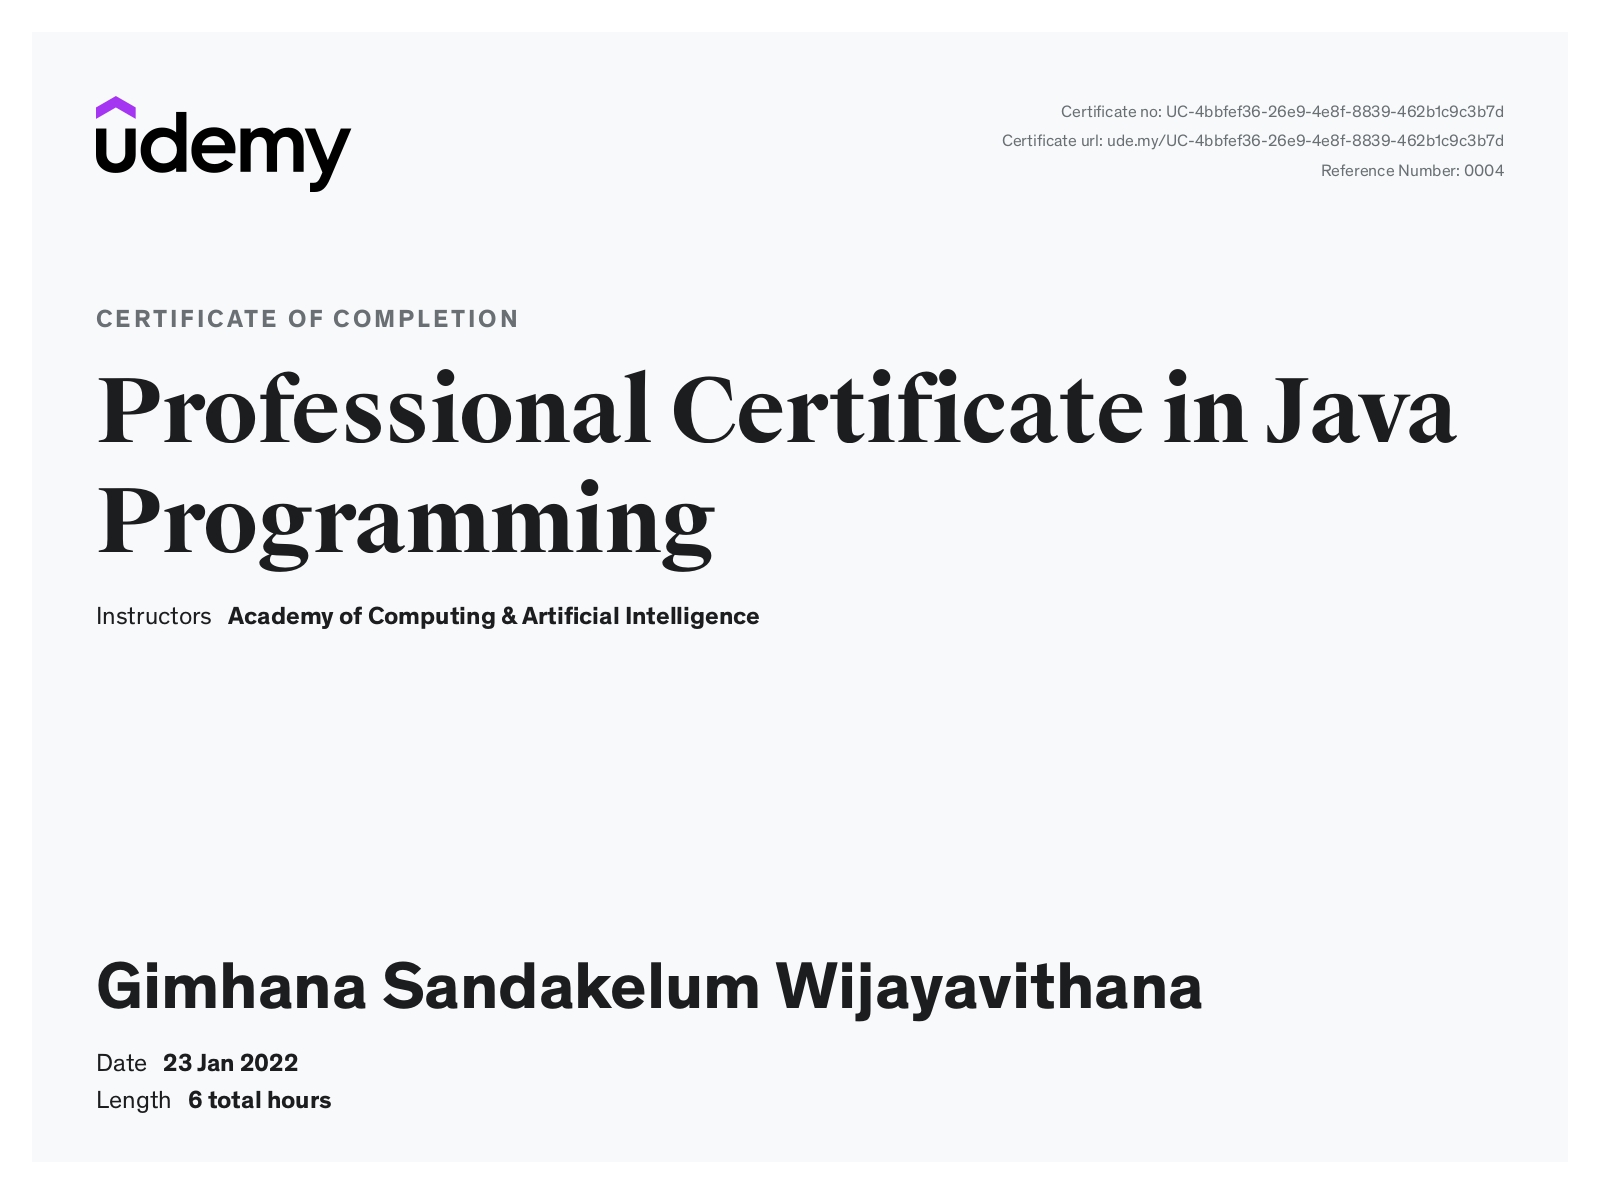 udemy
Certificate no: UC-4bbfef36-26e9-4e8f-8839-462b1c9c3b7d
Certificate url: ude.my/UC-4bbfef36-26e9-4e8f-8839-462b1c9c3b7d
Reference Number: 0004
CERTIFICATE OF COMPLETION
Professional Certificate in Java
Programming
Instructors Academy of Computing & Artificial Intelligence
Gimhana Sandakelum Wijayavithana
Date 23 Jan 2022
Length 6 total hours